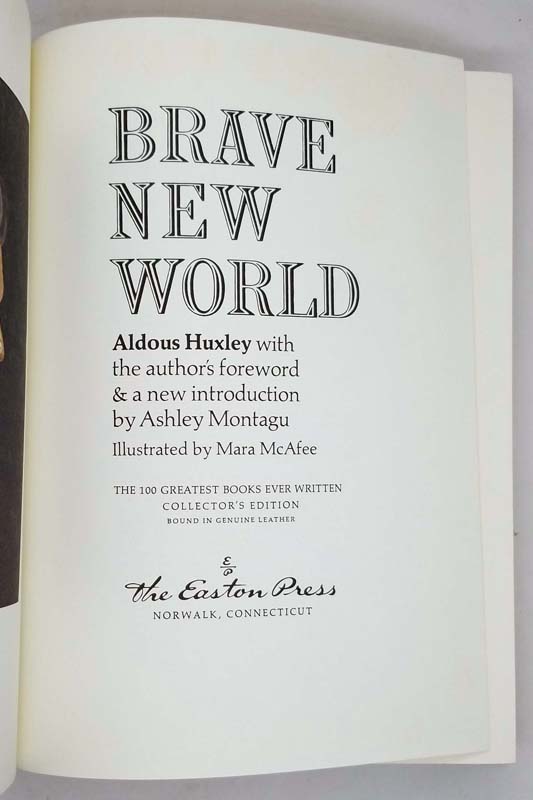 BRAVE
NEW
WORLD
Aldous Huxley with
the author's foreword
& a new introduction
by Ashley Montagu
Illustrated by Mara McAfee
THE 100 GREATEST BOOKS EVER WRITTEN
COLLECTOR'S EDITION
BOUND IN GENUINE LEATHER
E
P
The Easton Press
NORWALK, CONNECTICUT